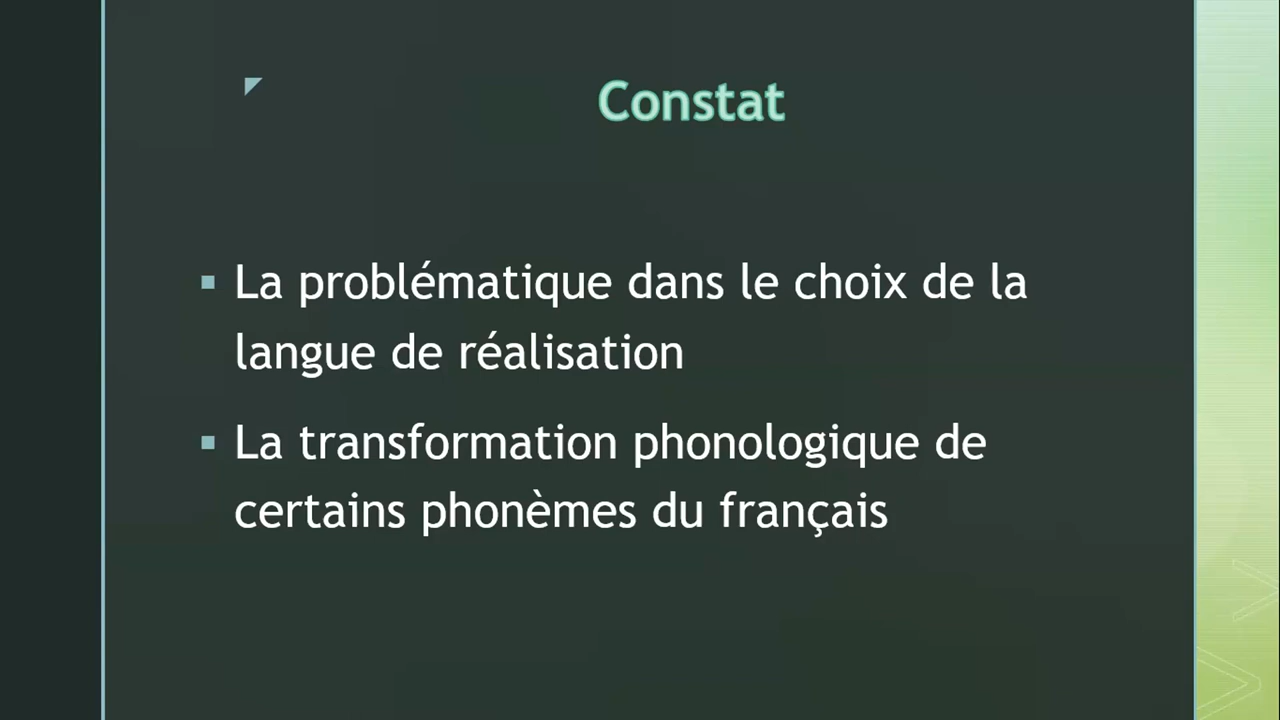 Constat
▪ La problématique dans le choix de la
langue de réalisation
▪ La transformation phonologique de
certains phonèmes du français